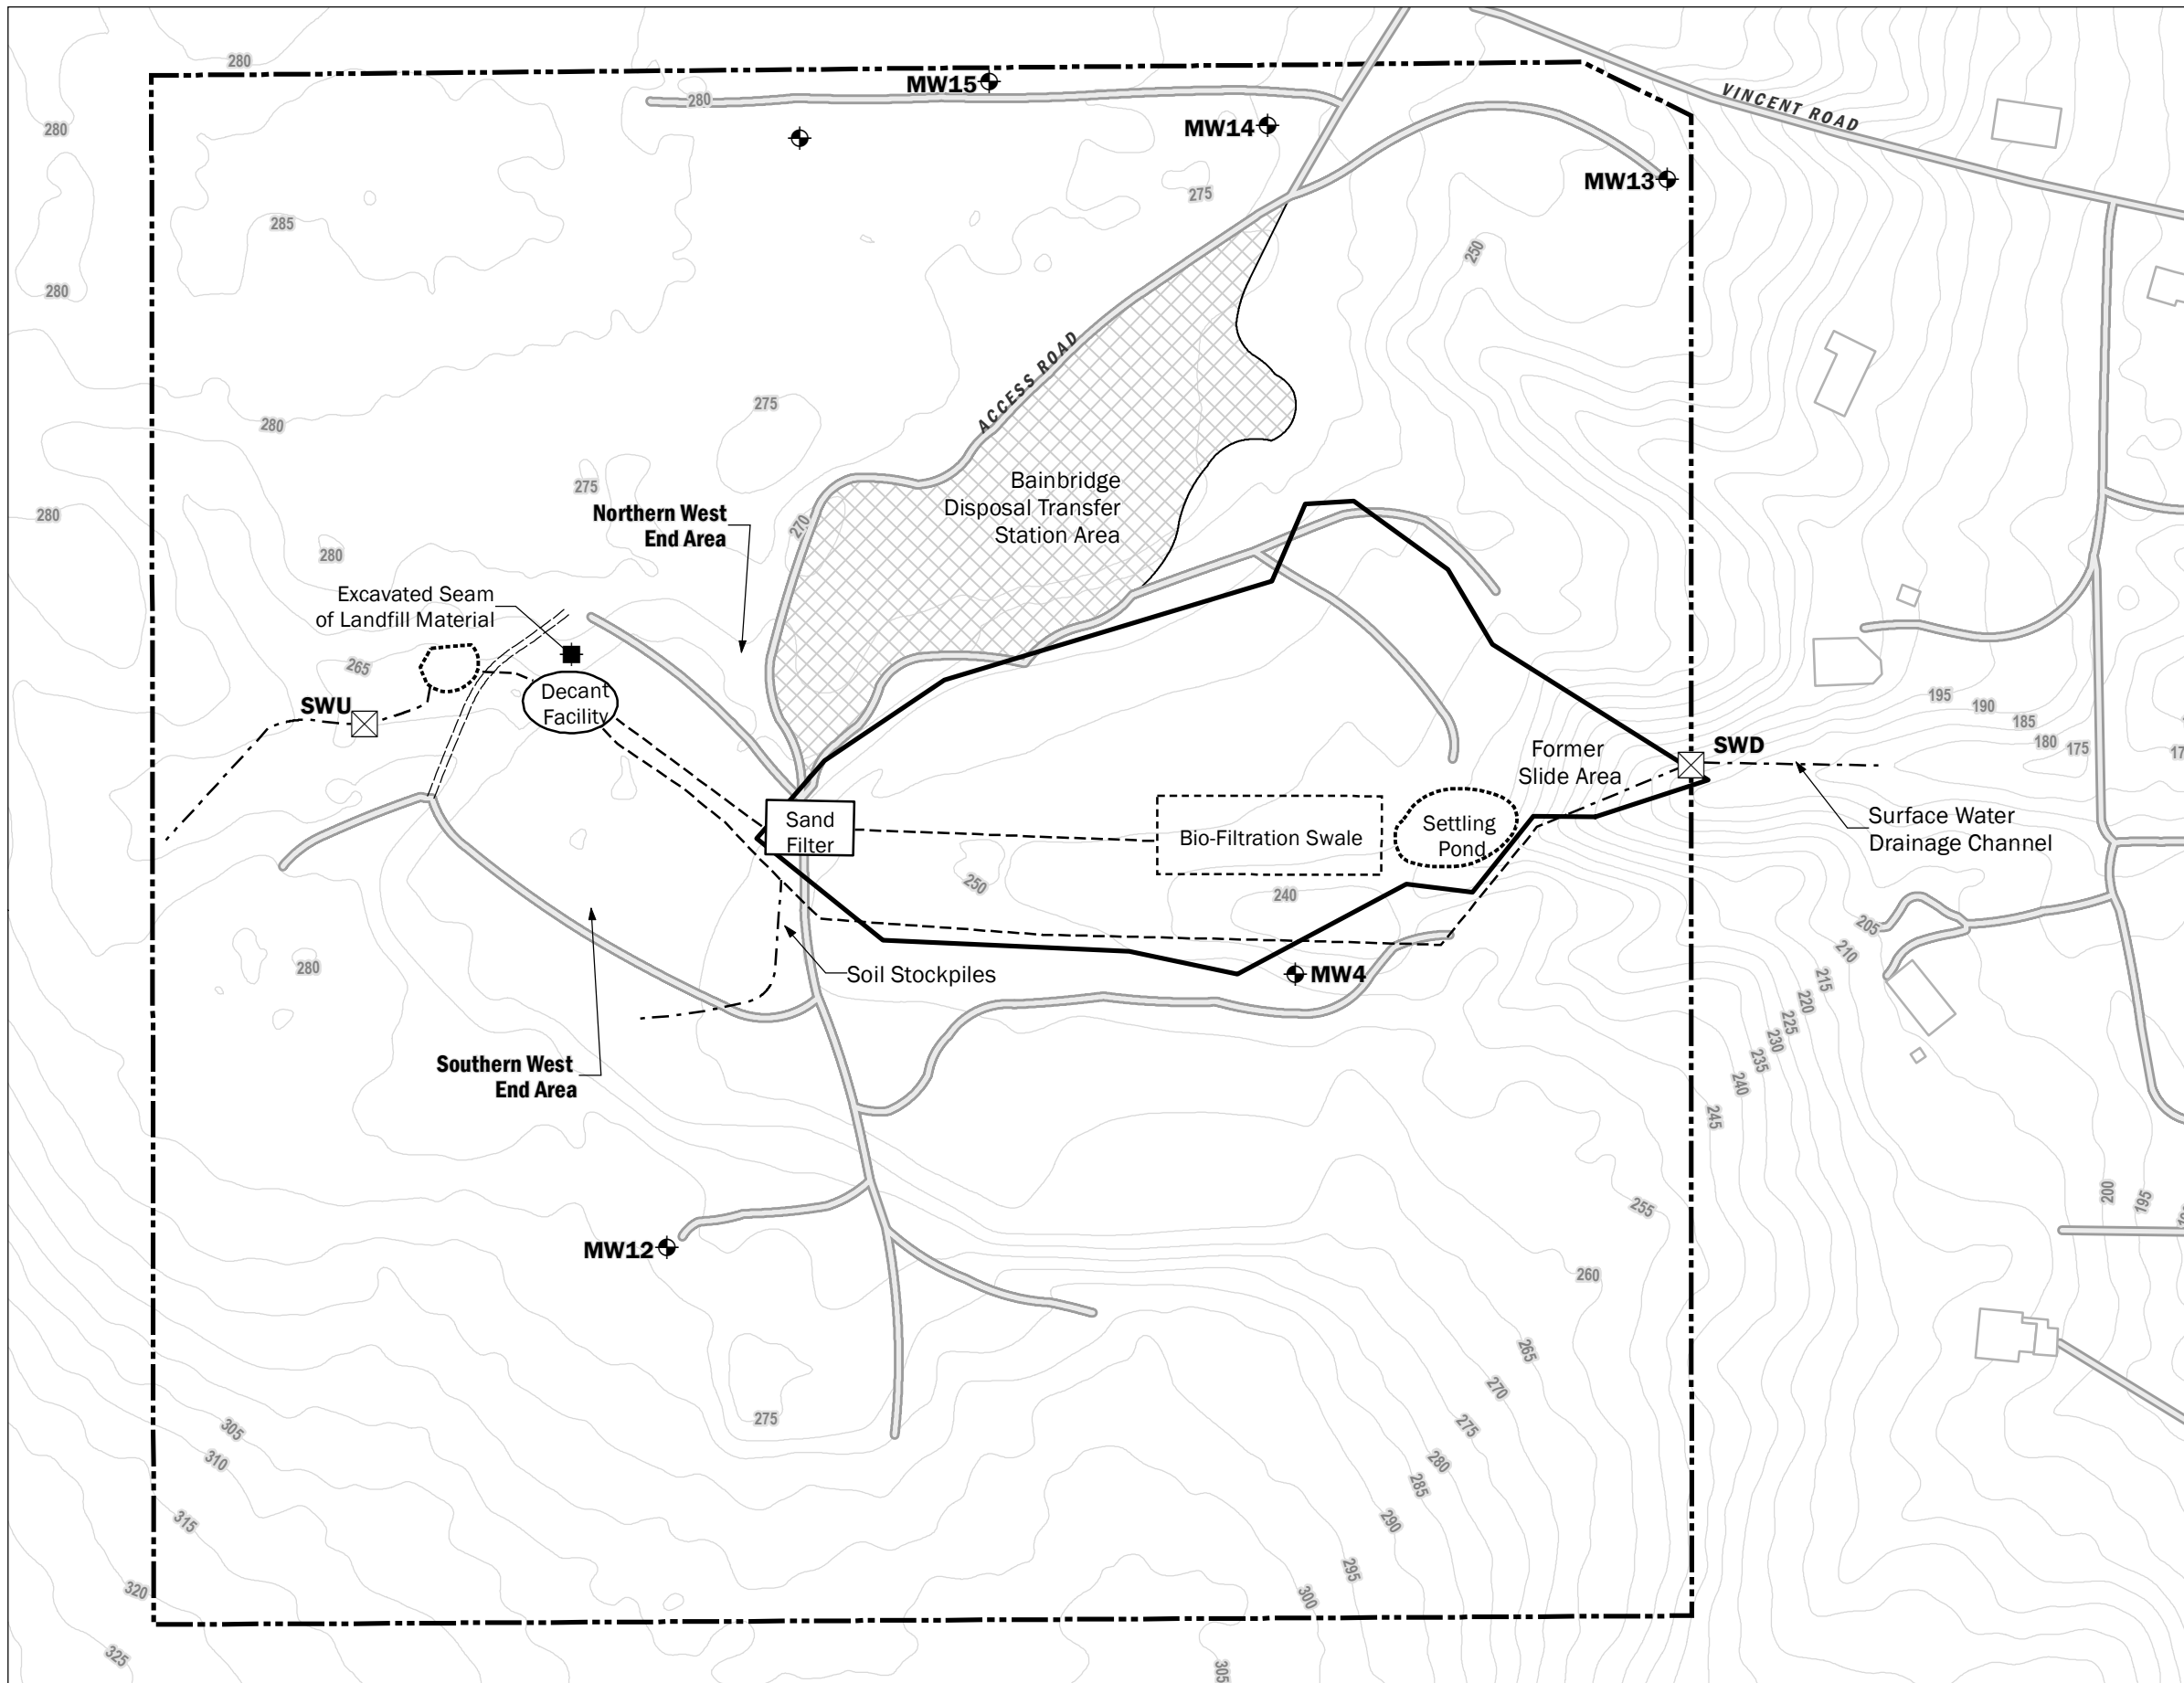 280
VINCENT ROAD
MW15
280
280
MW14
MW13
275
285
250
280
ACCESS ROAD
275
280
Bainbridge
Disposal Transfer
Station Area
275
Northern West
End Area
280
270
280
Excavated Seam
of Landfill Material
265
Decant
Facility
SWU
195
190
185
180
175
17
Former
Slide Area
SWD
Sand
Filter
Bio-Filtration Swale
Settling
Pond
Surface Water
Drainage Channel
250
240
205
210
280
Soil Stockpiles
MW4
215
220
225
230
235
240
245
Southern West
End Area
200
195
255
MW12
260
265
270
275
275
280
285
290
295
300
305
305
310
315
320
325